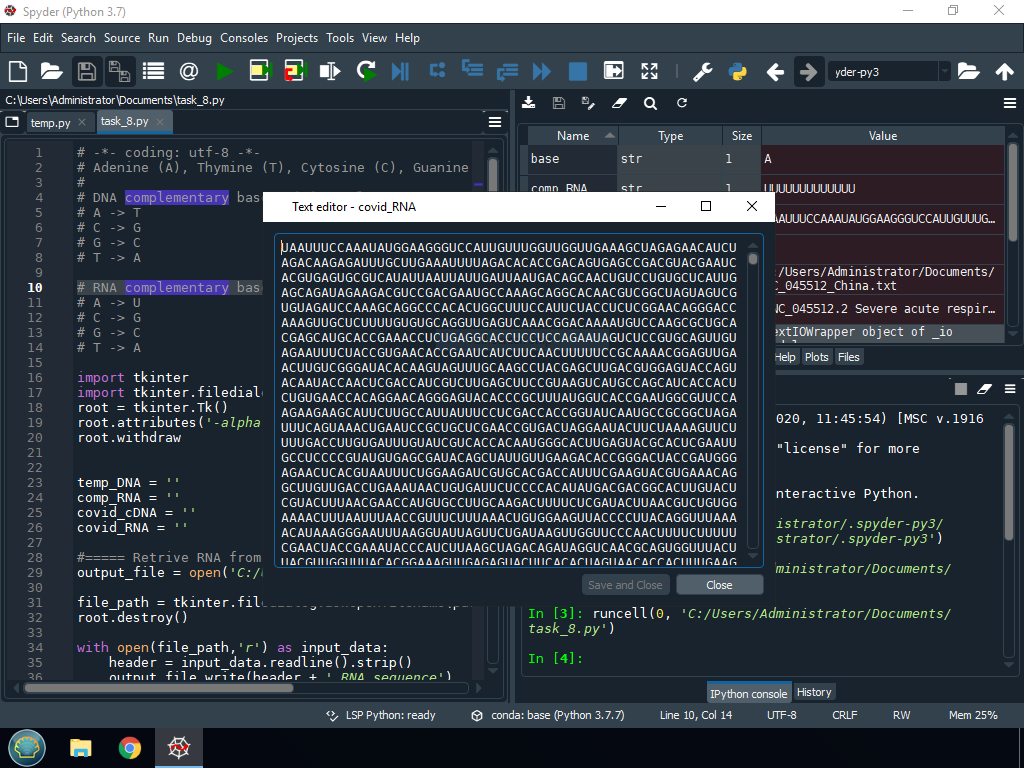 Spyder (Python 3.7)
File Edit Search Source Run Debug Consoles Projects Tools View Help
yder-py3
C:\Users\Administrator\Documents\task_8.py
temp.py
task_8.py
1 # -*- coding: utf-8 -*-
2 # Adenine (A), Thymine (T), Cytosine (C), Guanine
3 #
4 # DNA complementary bas
5 # A -> T
6 # C -> G
7 # G -> C
8 # T -> A
9
10 # RNA complementary bas
11 # A -> U
12 # C -> G
13 # G -> C
14 # T -> A
15
16 import tkinter
17 import tkinter.filedial
18 root = tkinter.Tk()
19 root.attributes('-alpha
20 root.withdraw
21
22
23 temp_DNA = ''
24 comp_RNA = ''
25 covid_cDNA = ''
26 covid_RNA = ''
27
28 #===== Retrive RNA from
29 output_file = open('C:/
30
31 file_path = tkinter.fil
32 root.destroy()
33
34 with open(file_path,'r') as input_data:
35 header = input_data.readline().strip()
36 output_file.write(header + ' RNA sequence')
Name Type Size Value
base str 1 A
comp_RNA str 1 UUUUUUUUUUUU
AUUUCCAAAUAUGGAAGGGUCCAUUGUUUG…
:/Users/Administrator/Documents/
C_045512_China.txt
NC_045512.2 Severe acute respir…
extIOWrapper object of _io
Help Plots Files
Text editor - covid_RNA
UAAUUUCCAAAUAUGGAAGGGUCCAUUGUUUGGUUGGUUGAAAGCUAGAGAACAUCU
AGACAAGAGAUUUGCUUGAAAUUUUAGACACACCGACAGUGAGCCGACGUACGAAUC
ACGUGAGUGCGUCAUAUUAAUUAUUGAUUAAUGACAGCAACUGUCCUGUGCUCAUUG
AGCAGAUAGAAGACGUCCGACGAAUGCCAAAGCAGGCACAACGUCGGCUAGUAGUCG
UGUAGAUCCAAAGCAGGCCCACACUGGCUUUCCAUUCUACCUCUCGGAACAGGGACC
AAAGUUGCUCUUUUGUGUGCAGGUUGAGUCAAACGGACAAAAUGUCCAAGCGCUGCA
CGAGCAUGCACCGAAACCUCUGAGGCACCUCCUCCAGAAUAGUCUCCGUGCAGUUGU
AGAAUUUCUACCGUGAACACCGAAUCAUCUUCAACUUUUUCCGCAAAACGGAGUUGA
ACUUGUCGGGAUACACAAGUAGUUUGCAAGCCUACGAGCUUGACGUGGAGUACCAGU
ACAAUACCAACUCGACCAUCGUCUUGAGCUUCCGUAAGUCAUGCCAGCAUCACCACU
CUGUGAACCACAGGAACAGGGAGUACACCCGCUUUAUGGUCACCGAAUGGCGUUCCA
AGAAGAAGCAUUCUUGCCAUUAUUUCCUCGACCACCGGUAUCAAUGCCGCGGCUAGA
UUUCAGUAAACUGAAUCCGCUGCUCGAACCGUGACUAGGAAUACUUCUAAAAGUUCU
UUUGACCUUGUGAUUUGUAUCGUCACCACAAUGGGCACUUGAGUACGCACUCGAAUU
GCCUCCCCGUAUGUGAGCGAUACAGCUAUUGUUGAAGACACCGGGACUACCGAUGGG
AGAACUCACGUAAUUUCUGGAAGAUCGUGCACGACCAUUUCGAAGUACGUGAAACAG
GCUUGUUGACCUGAAAUAACUGUGAUUCUCCCCACAUAUGACGACGGCACUUGUACU
CGUACUUUAACGAACCAUGUGCCUUGCAAGACUUUUCUCGAUACUUAACGUCUGUGG
AAAACUUUAAUUUAACCGUUUCUUUAAACUGUGGAAGUUACCCCUUACAGGUUUAAA
ACAUAAAGGGAAUUUAAGGUAUUAGUUCUGAUAAGUUGGUUCCCAACUUUUCUUUUU
CGAACUACCGAAAUACCCAUCUUAAGCUAGACAGAUAGGUCAACGCAGUGGUUUACU
UACGUUGGUUUACACGGAAAGUUGAGAGUACUUCACACUAGUAACACCACUUUGAAG
Save and Close Close
020, 11:45:54) [MSC v.1916
"license" for more
nteractive Python.
istrator/.spyder-py3/
strator/.spyder-py3')
ministrator/Documents/
In [3]: runcell(0, 'C:/Users/Administrator/Documents/
task_8.py')
In [4]:
IPython console History
LSP Python: ready conda: base (Python 3.7.7) Line 10, Col 14 UTF-8 CRLF RW Mem 25%